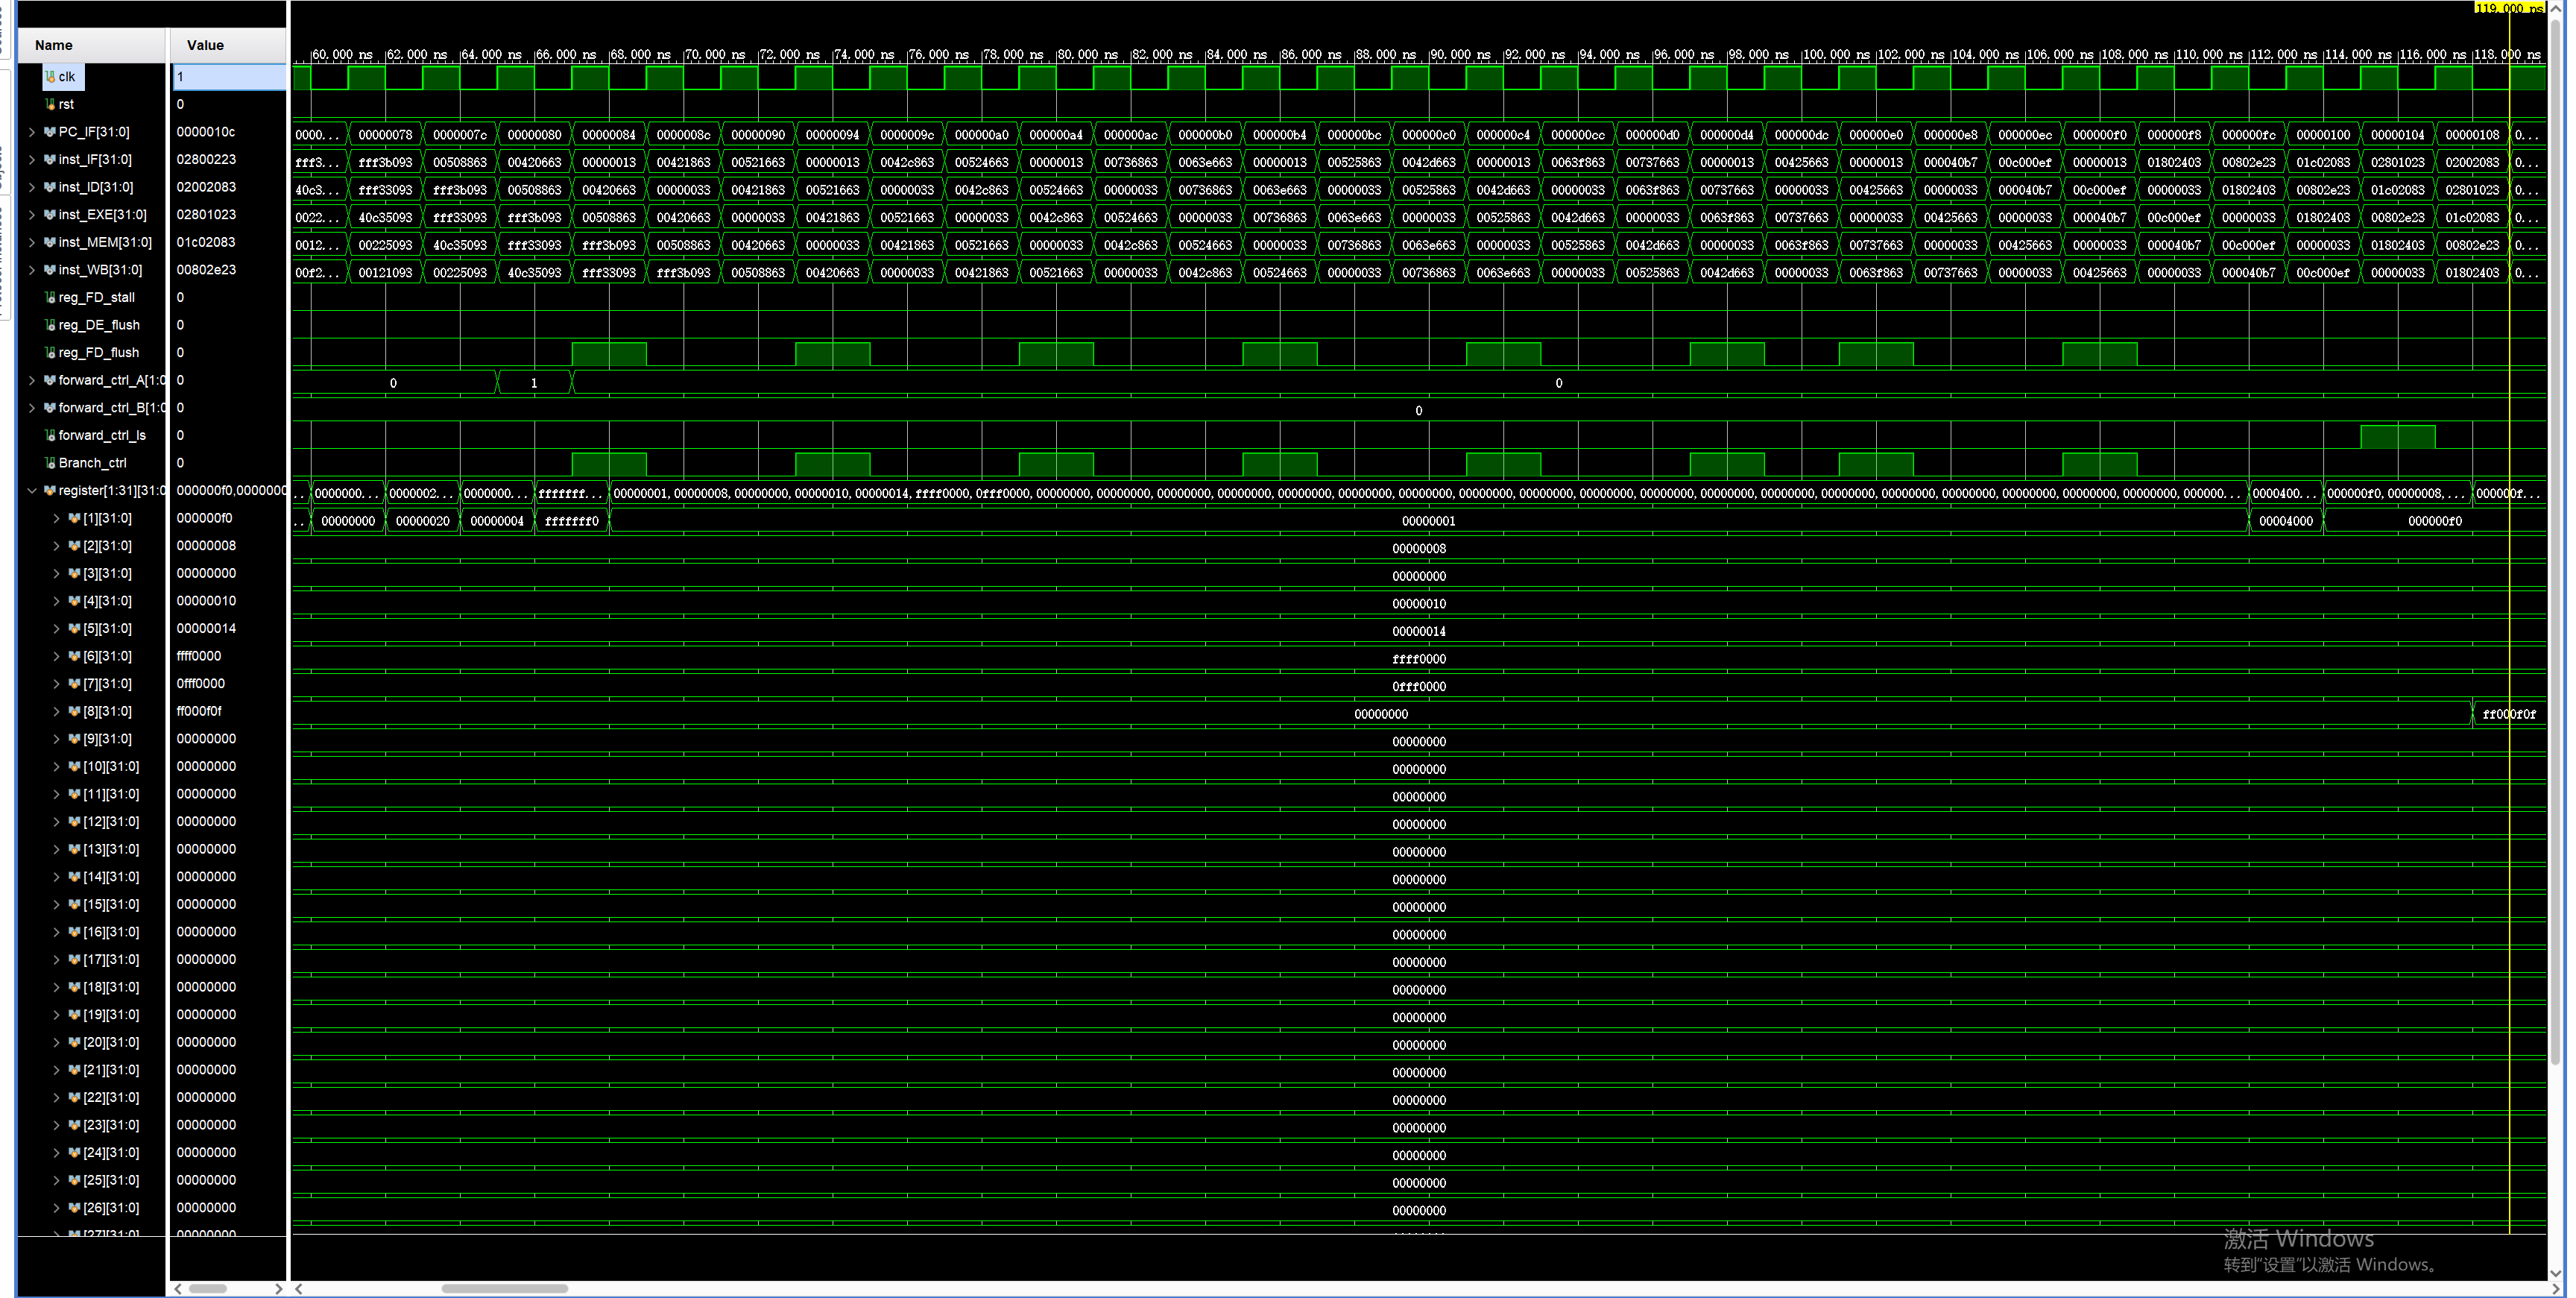 119.000 ns
Name Value
60.000 ns 62.000 ns 64.000 ns 66.000 ns 68.000 ns 70.000 ns 72.000 ns 74.000 ns 76.000 ns 78.000 ns 80.000 ns 82.000 ns 84.000 ns 86.000 ns 88.000 ns 90.000 ns 92.000 ns 94.000 ns 96.000 ns 98.000 ns 100.000 ns 102.000 ns 104.000 ns 106.000 ns 108.000 ns 110.000 ns 112.000 ns 114.000 ns 116.000 ns 118.000 ns
clk 1
rst 0
PC_IF[31:0] 0000010c 0000... 00000078 0000007c 00000080 00000084 0000008c 00000090 00000094 0000009c 000000a0 000000a4 000000ac 000000b0 000000b4 000000bc 000000c0 000000c4 000000cc 000000d0 000000d4 000000dc 000000e0 000000e8 000000ec 000000f0 000000f8 000000fc 00000100 00000104 00000108 0...
inst_IF[31:0] 02800223 fff3... fff3b093 00508863 00420663 00000013 00421863 00521663 00000013 0042c863 00524663 00000013 00736863 0063e663 00000013 00525863 0042d663 00000013 0063f863 00737663 00000013 00425663 00000013 000040b7 00c000ef 00000013 01802403 00802e23 01c02083 02801023 02002083 0...
inst_ID[31:0] 02002083 40c3... fff33093 fff3b093 00508863 00420663 00000033 00421863 00521663 00000033 0042c863 00524663 00000033 00736863 0063e663 00000033 00525863 0042d663 00000033 0063f863 00737663 00000033 00425663 00000033 000040b7 00c000ef 00000033 01802403 00802e23 01c02083 02801023 0...
inst_EXE[31:0] 02801023 0022... 40c35093 fff33093 fff3b093 00508863 00420663 00000033 00421863 00521663 00000033 0042c863 00524663 00000033 00736863 0063e663 00000033 00525863 0042d663 00000033 0063f863 00737663 00000033 00425663 00000033 000040b7 00c000ef 00000033 01802403 00802e23 01c02083 0...
inst_MEM[31:0] 01c02083 0012... 00225093 40c35093 fff33093 fff3b093 00508863 00420663 00000033 00421863 00521663 00000033 0042c863 00524663 00000033 00736863 0063e663 00000033 00525863 0042d663 00000033 0063f863 00737663 00000033 00425663 00000033 000040b7 00c000ef 00000033 01802403 00802e23 0...
inst_WB[31:0] 00802e23 00f2... 00121093 00225093 40c35093 fff33093 fff3b093 00508863 00420663 00000033 00421863 00521663 00000033 0042c863 00524663 00000033 00736863 0063e663 00000033 00525863 0042d663 00000033 0063f863 00737663 00000033 00425663 00000033 000040b7 00c000ef 00000033 01802403 0...
reg_FD_stall 0
reg_DE_flush 0
reg_FD_flush 0
forward_ctrl_A[1:0 0 0 1 0
forward_ctrl_B[1:0 0 0
forward_ctrl_ls 0
Branch_ctrl 0
register[1:31][31:0 000000f0,0000000 .. 0000000... 0000002... 0000000... fffffff... 00000001,00000008,00000000,00000010,00000014,ffff0000,0fff0000,00000000,00000000,00000000,00000000,00000000,00000000,00000000,00000000,00000000,00000000,00000000,00000000,00000000,00000000,00000000,00000000,00000000,00000000,00000000,000000... 0000400... 000000f0,00000008,... 000000f...
[1][31:0] 000000f0 .. 00000000 00000020 00000004 fffffff0 00000001 00004000 000000f0
[2][31:0] 00000008 00000008
[3][31:0] 00000000 00000000
[4][31:0] 00000010 00000010
[5][31:0] 00000014 00000014
[6][31:0] ffff0000 ffff0000
[7][31:0] 0fff0000 0fff0000
[8][31:0] ff000f0f 00000000 ff000f0f
[9][31:0] 00000000 00000000
[10][31:0] 00000000 00000000
[11][31:0] 00000000 00000000
[12][31:0] 00000000 00000000
[13][31:0] 00000000 00000000
[14][31:0] 00000000 00000000
[15][31:0] 00000000 00000000
[16][31:0] 00000000 00000000
[17][31:0] 00000000 00000000
[18][31:0] 00000000 00000000
[19][31:0] 00000000 00000000
[20][31:0] 00000000 00000000
[21][31:0] 00000000 00000000
[22][31:0] 00000000 00000000
[23][31:0] 00000000 00000000
[24][31:0] 00000000 00000000
[25][31:0] 00000000 00000000
[26][31:0] 00000000 00000000
[27][31:0] 00000000
激活 Windows
转到“设置”以激活 Windows。